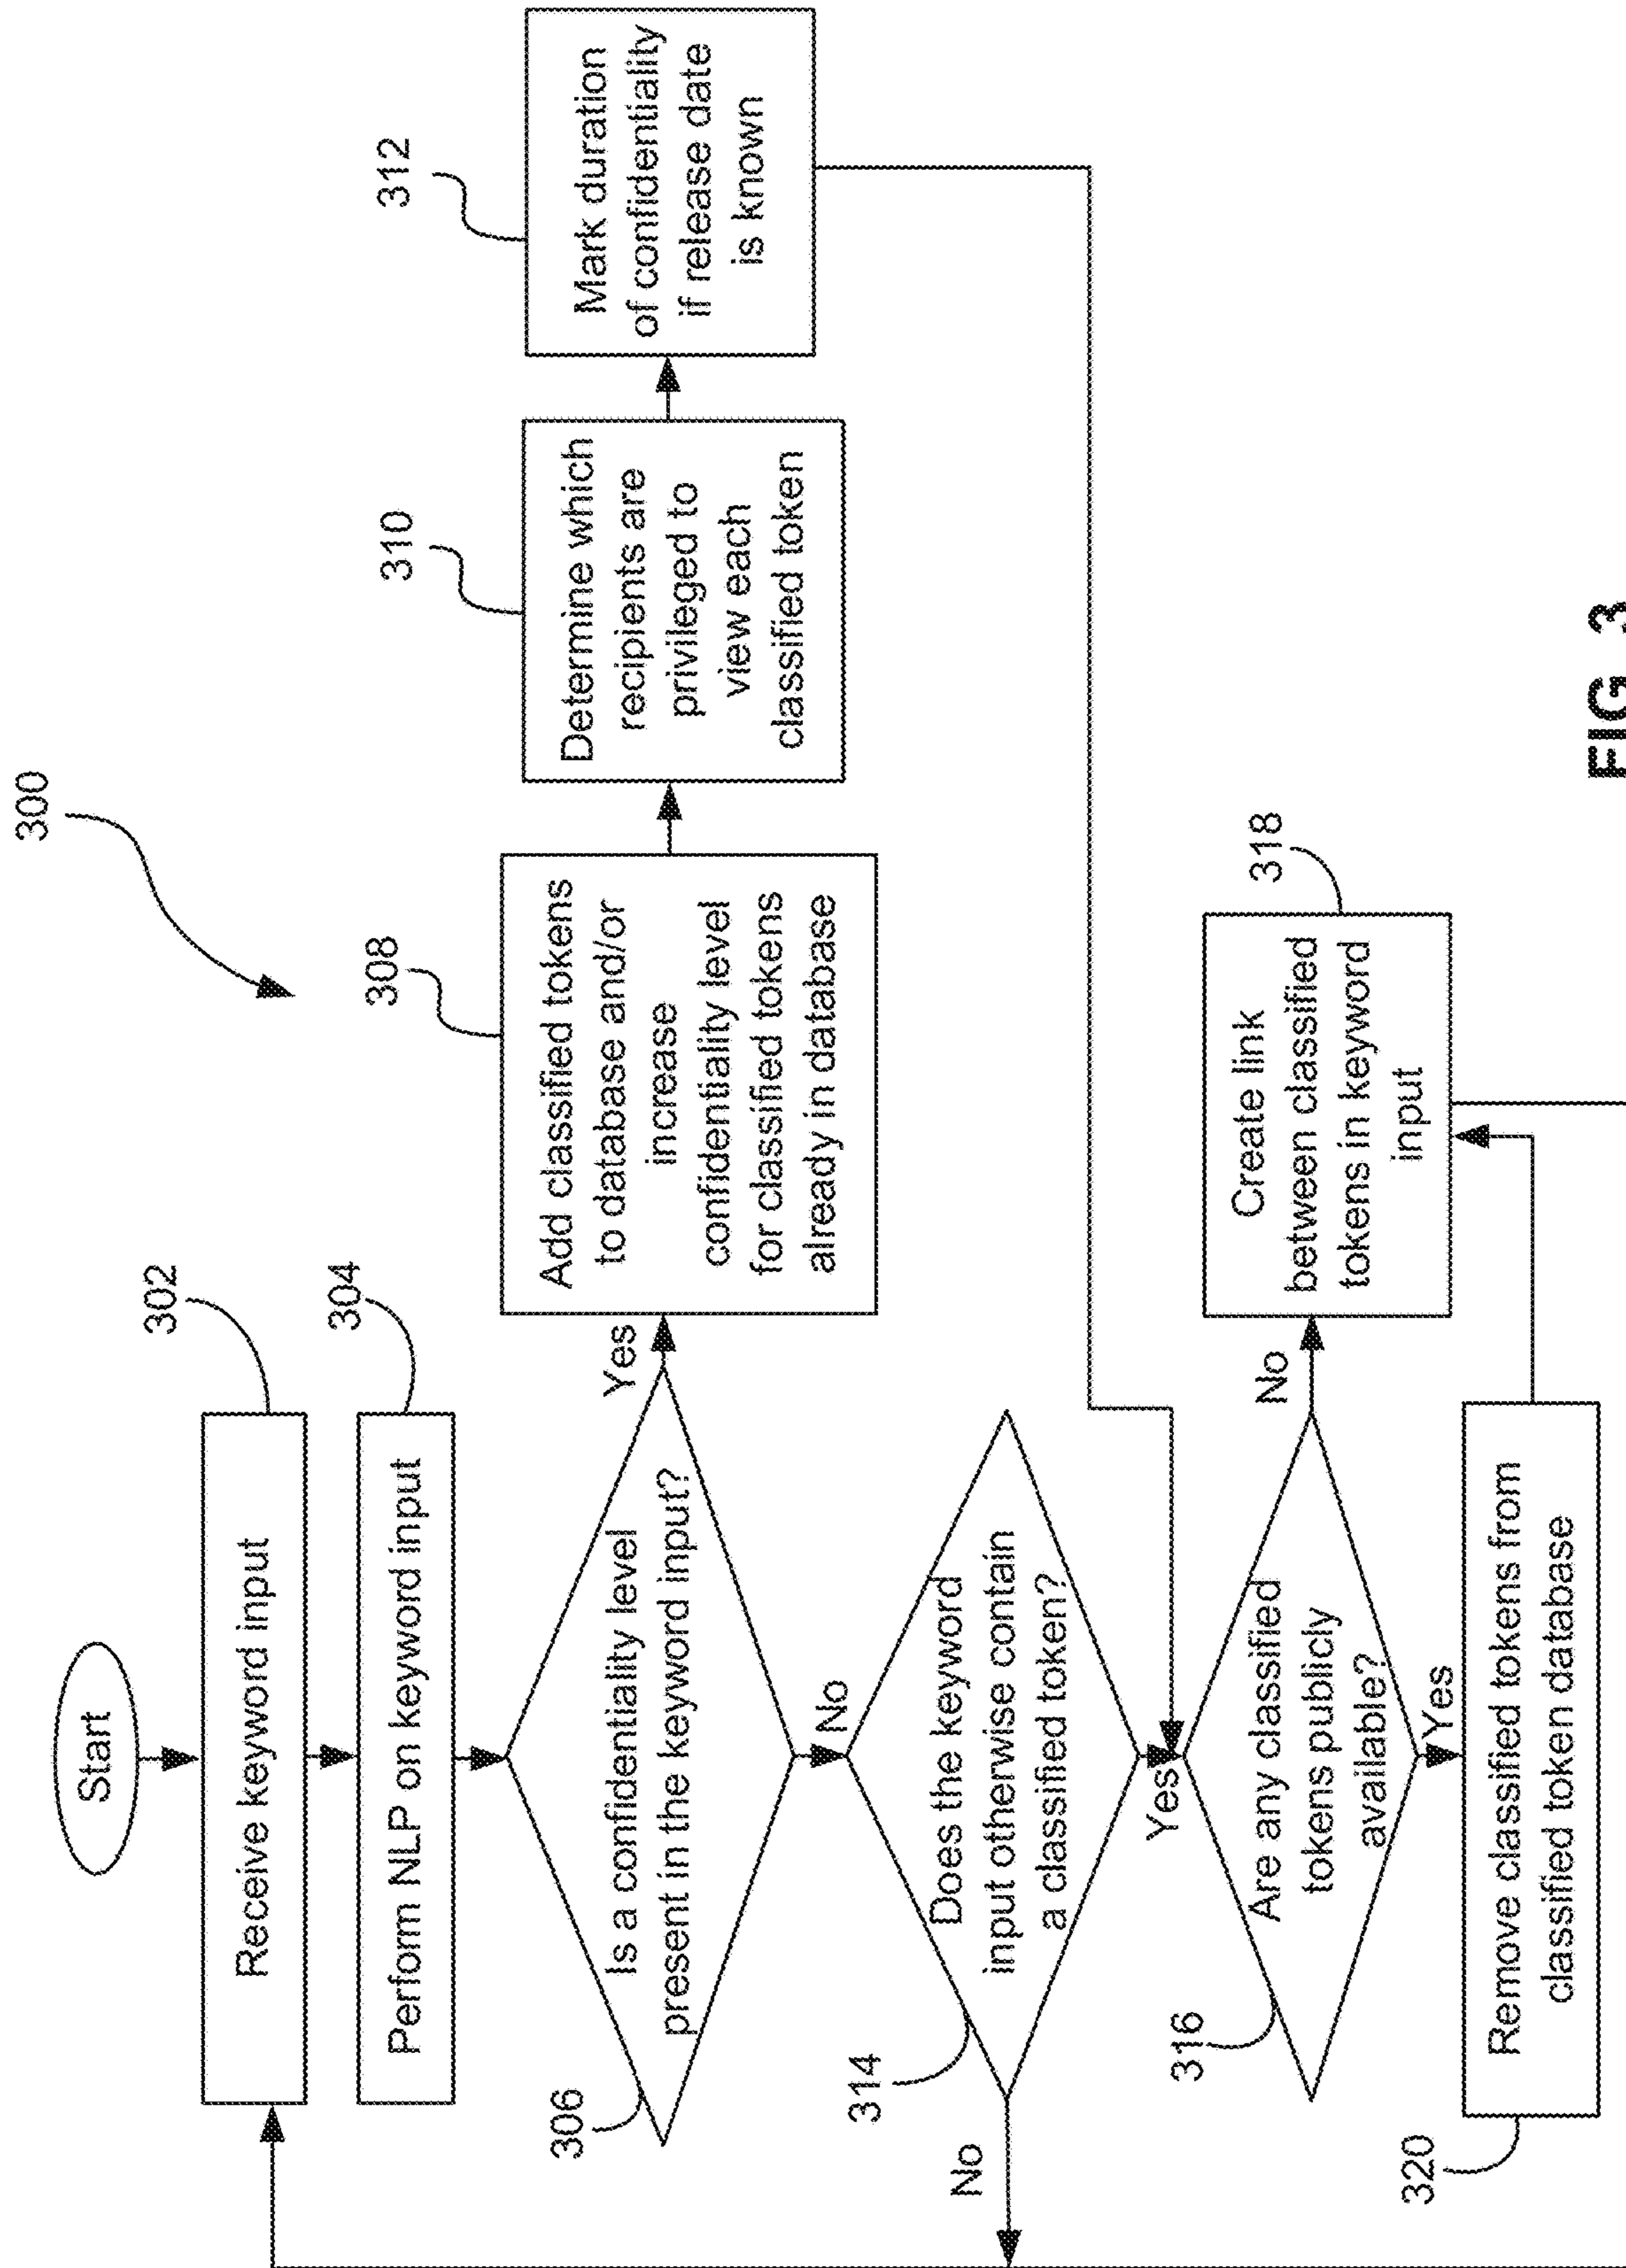 300
Start
302
Receive keyword input
304
Perform NLP on keyword input
306
Is a confidentiality level
present in the keyword input?
Yes
308
Add classified tokens
to database and/or
increase
confidentiality level
for classified tokens
already in database
310
Determine which
recipients are
privileged to
view each
classified token
312
Mark duration
of confidentiality
if release date
is known
No
314
Does the keyword
input otherwise contain
a classified token?
No
Yes
316
Are any classified
tokens publicly
available?
No
318
Create link
between classified
tokens in keyword
input
Yes
320
Remove classified tokens from
classified token database
FIG 3